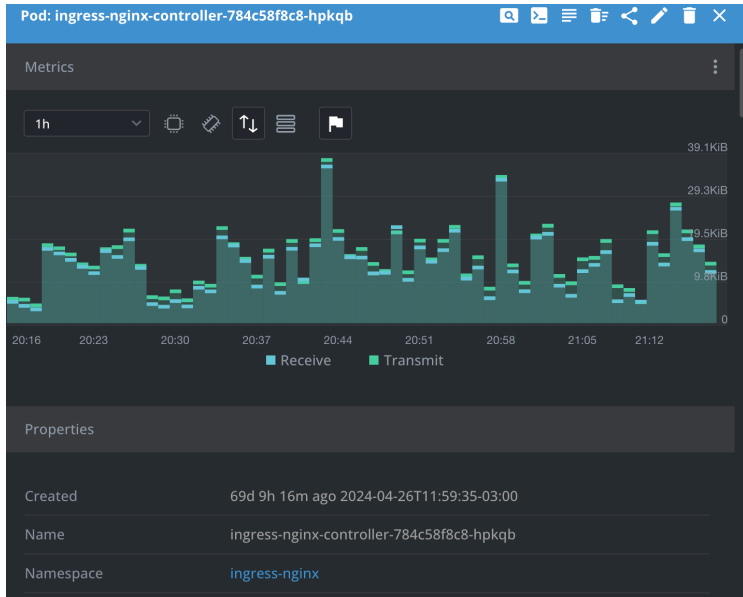 Pod: ingress-nginx-controller-784c58f8c8-hpkqb
Metrics
1h
39.1KiB
29.3KiB
9.5KiB
9.8KiB
0
20:16 20:23 20:30 20:37 20:44 20:51 20:58 21:05 21:12
Receive Transmit
Properties
Created 69d 9h 16m ago 2024-04-26T11:59:35-03:00
Name ingress-nginx-controller-784c58f8c8-hpkqb
Namespace ingress-nginx